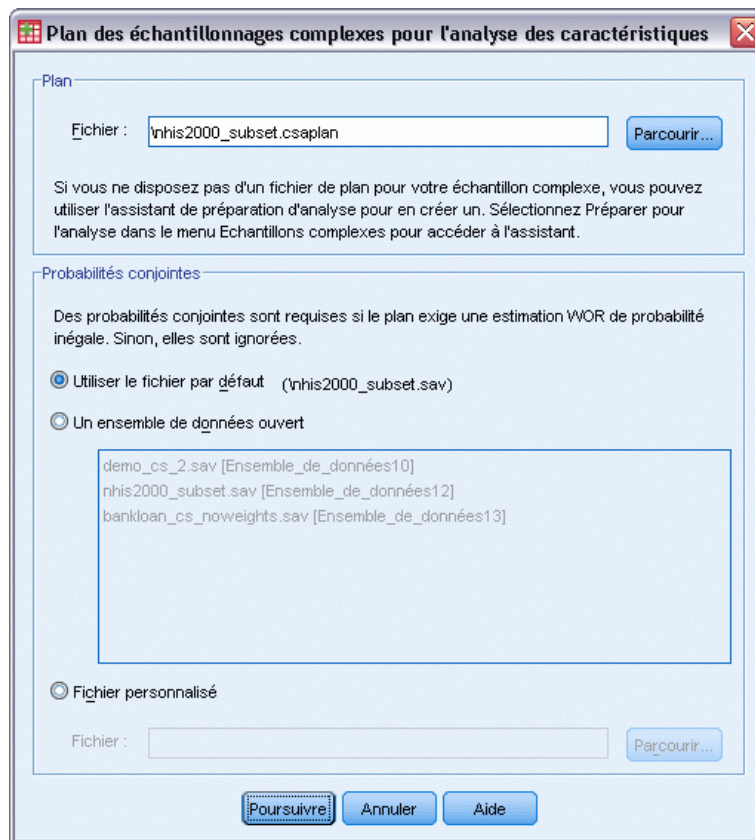 Plan des échantillonnages complexes pour l'analyse des caractéristiques
Plan
Fichier : \nhis2000_subset.csaplan Parcourir...
Si vous ne disposez pas d'un fichier de plan pour votre échantillon complexe, vous pouvez
utiliser l'assistant de préparation d'analyse pour en créer un. Sélectionnez Préparer pour
l'analyse dans le menu Echantillons complexes pour accéder à l'assistant.
Probabilités conjointes
Des probabilités conjointes sont requises si le plan exige une estimation WOR de probabilité
inégale. Sinon, elles sont ignorées.
Utiliser le fichier par défaut (\nhis2000_subset.sav)
Un ensemble de données ouvert
demo_cs_2.sav [Ensemble_de_données10]
nhis2000_subset.sav [Ensemble_de_données12]
bankloan_cs_noweights.sav [Ensemble_de_données13]
Fichier personnalisé
Fichier : Parcourir...
Poursuivre Annuler Aide